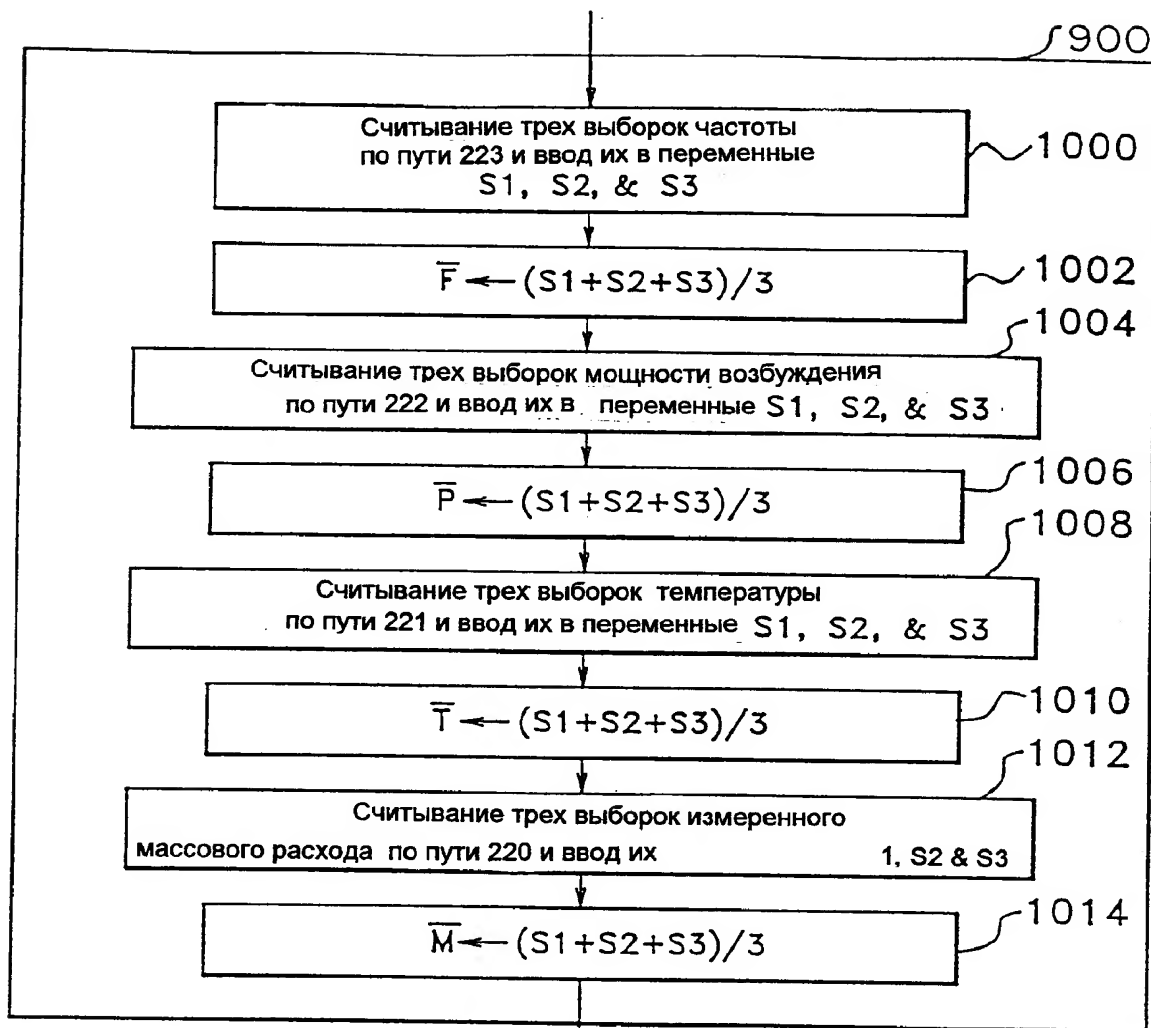 900
Считывание трех выборок частоты
по пути 223 и ввод их в переменные
S1, S2, & S3
1000
F̅ ← (S1+S2+S3)/3
1002
1004
Считывание трех выборок мощности возбуждения
по пути 222 и ввод их в переменные S1, S2, & S3
P̅ ← (S1+S2+S3)/3
1006
1008
Считывание трех выборок температуры
по пути 221 и ввод их в переменные S1, S2, & S3
T̅ ← (S1+S2+S3)/3
1010
1012
Считывание трех выборок измеренного
массового расхода по пути 220 и ввод их 1, S2 & S3
M̅ ← (S1+S2+S3)/3
1014